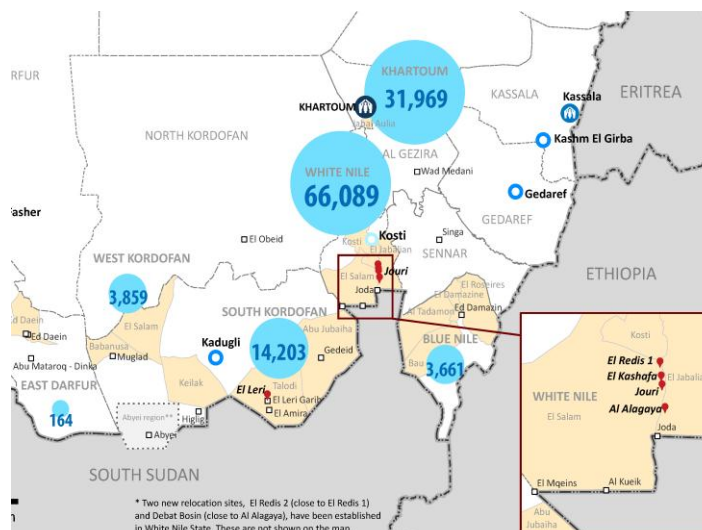 RFUR
KHARTOUM
31,969
KHARTOUM
Jabal Aulia
KASSALA
Kassala
ERITREA
Kashm El Girba
NORTH KORDOFAN
AL GEZIRA
WHITE NILE
66,089
Wad Medani
Gedaref
GEDAREF
asher
El Obeid
Kosti
Kosti
El Jabalian
Singa
SENNAR
WEST KORDOFAN
3,859
El Salam
Jouri
Joda
ETHIOPIA
El Roseires
El Damazine
Ed Damazin
Al Tadamon
SOUTH KORDOFAN
El Salam
Abu Jubaiha
14,203
Kadugli
Gedeid
BLUE NILE
3,661
Bau
Ed Daein
Ed Daein
Babanusa
Muglad
Abu Mataroq - Dinka
EAST DARFUR
164
Keilak
Talodi
El Leri
El Leri Garib
El Amira
Higlig
Abyei region**
Abyei
SOUTH SUDAN
Kosti
El Redis 1
El Kashafa
El Jabalia
Jouri
WHITE NILE
El Salam
Al Alagaya
Joda
El Mqeins
Al Kueik
Abu
Jubaiha
* Two new relocation sites, El Redis 2 (close to El Redis 1)
and Debat Bosin (close to Al Alagaya), have been established
in White Nile State. These are not shown on the map